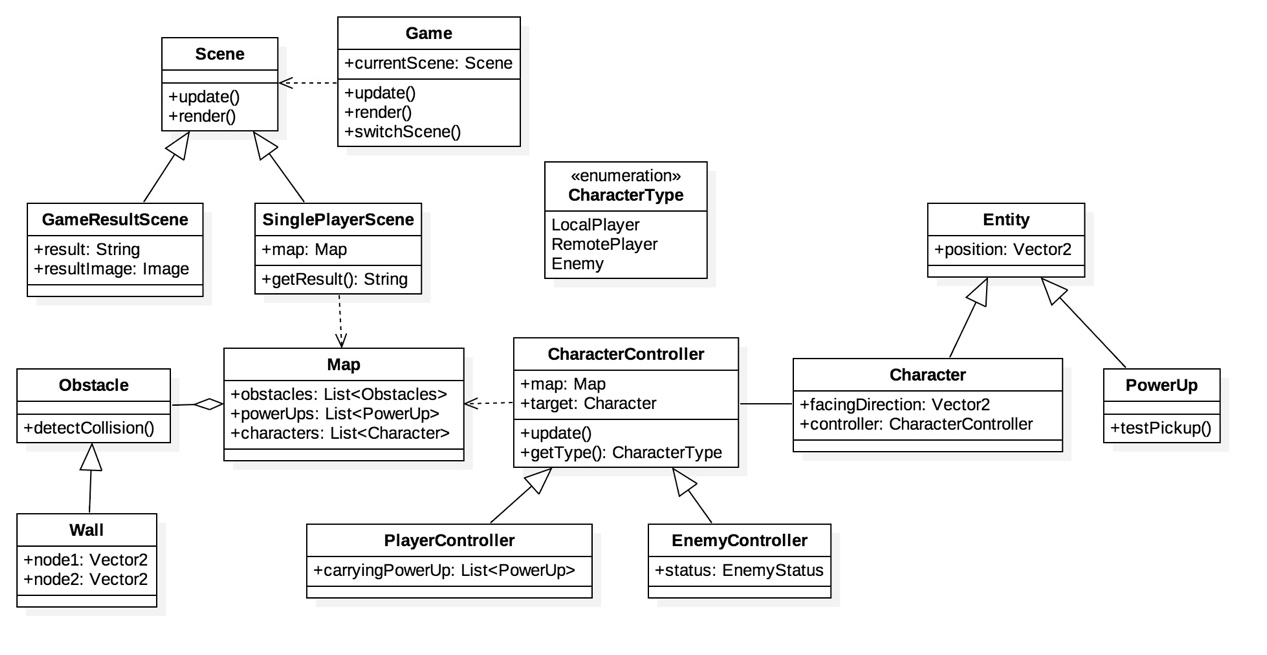 Scene
+update()
+render()
Game
+currentScene: Scene
+update()
+render()
+switchScene()
«enumeration»
CharacterType
LocalPlayer
RemotePlayer
Enemy
GameResultScene
+result: String
+resultImage: Image
SinglePlayerScene
+map: Map
+getResult(): String
Entity
+position: Vector2
Obstacle
+detectCollision()
Map
+obstacles: List<Obstacles>
+powerUps: List<PowerUp>
+characters: List<Character>
CharacterController
+map: Map
+target: Character
+update()
+getType(): CharacterType
Character
+facingDirection: Vector2
+controller: CharacterController
PowerUp
+testPickup()
Wall
+node1: Vector2
+node2: Vector2
PlayerController
+carryingPowerUp: List<PowerUp>
EnemyController
+status: EnemyStatus